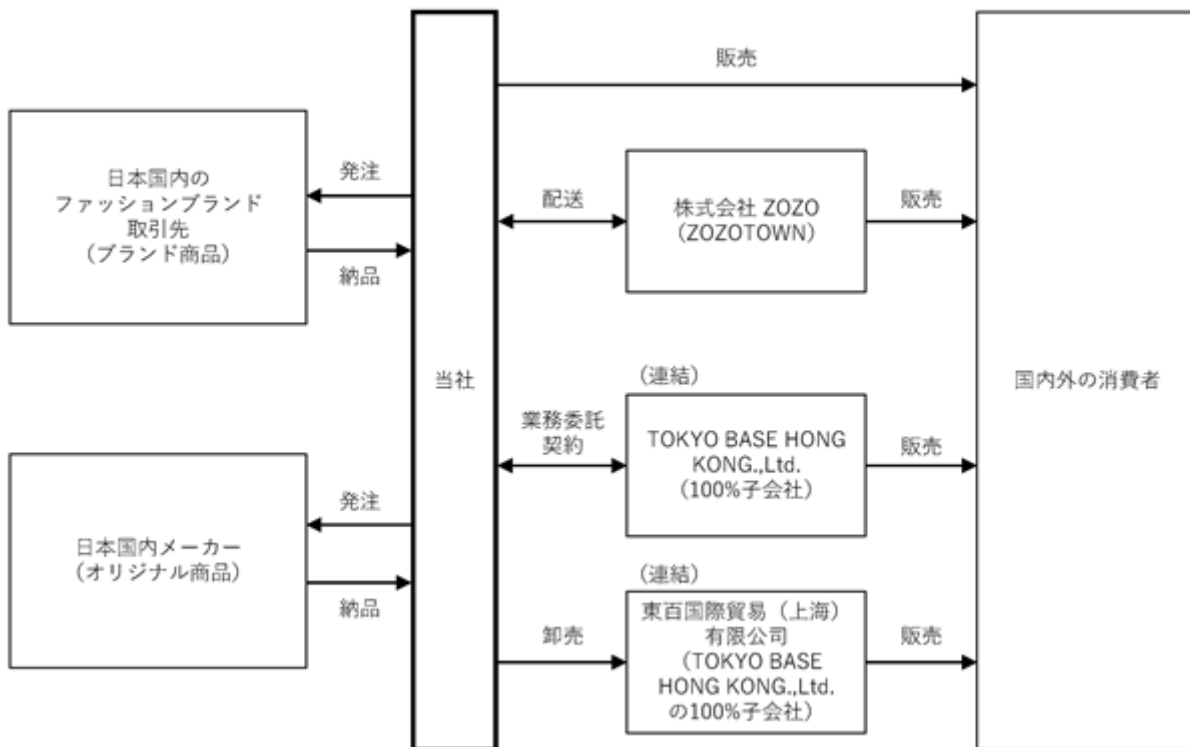 販売
日本国内の
ファッションブランド
取引先
（ブランド商品）
発注
納品
配送
株式会社 ZOZO
（ZOZOTOWN）
販売
当社
国内外の消費者
（連結）
業務委託
契約
TOKYO BASE HONG
KONG.,Ltd.
（100%子会社）
販売
日本国内メーカー
（オリジナル商品）
発注
納品
（連結）
卸売
東百国際貿易（上海）
有限公司
（TOKYO BASE
HONG KONG.,Ltd.
の100%子会社）
販売